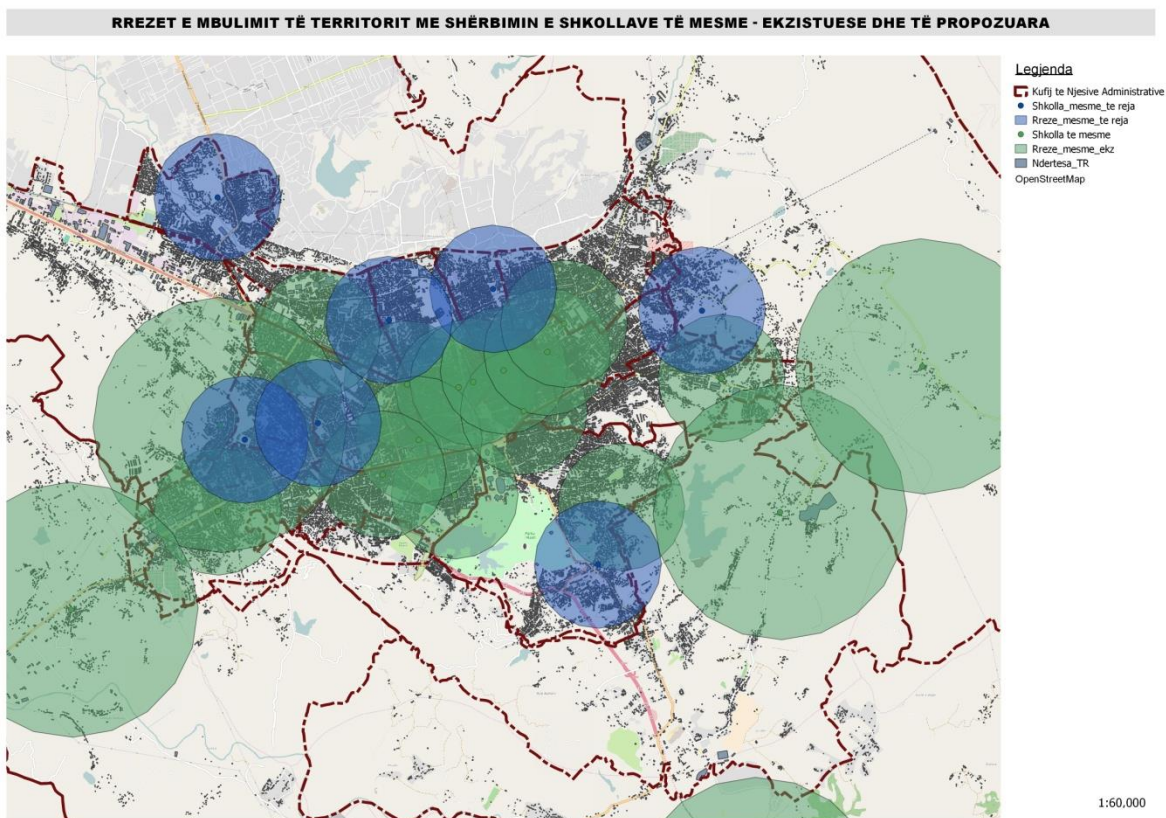 RREZET E MBULIMIT TË TERRITORIT ME SHËRBIMIN E SHKOLLAVE TË MESME - EKZISTUESE DHE TË PROPOZUARA
Legjenda
Kufij te Njesive Administrative
Shkolla_mesme_te reja
Rreze_mesme_te reja
Shkolla te mesme
Rreze_mesme_ekz
Ndertesa_TR
OpenStreetMap
1:60,000